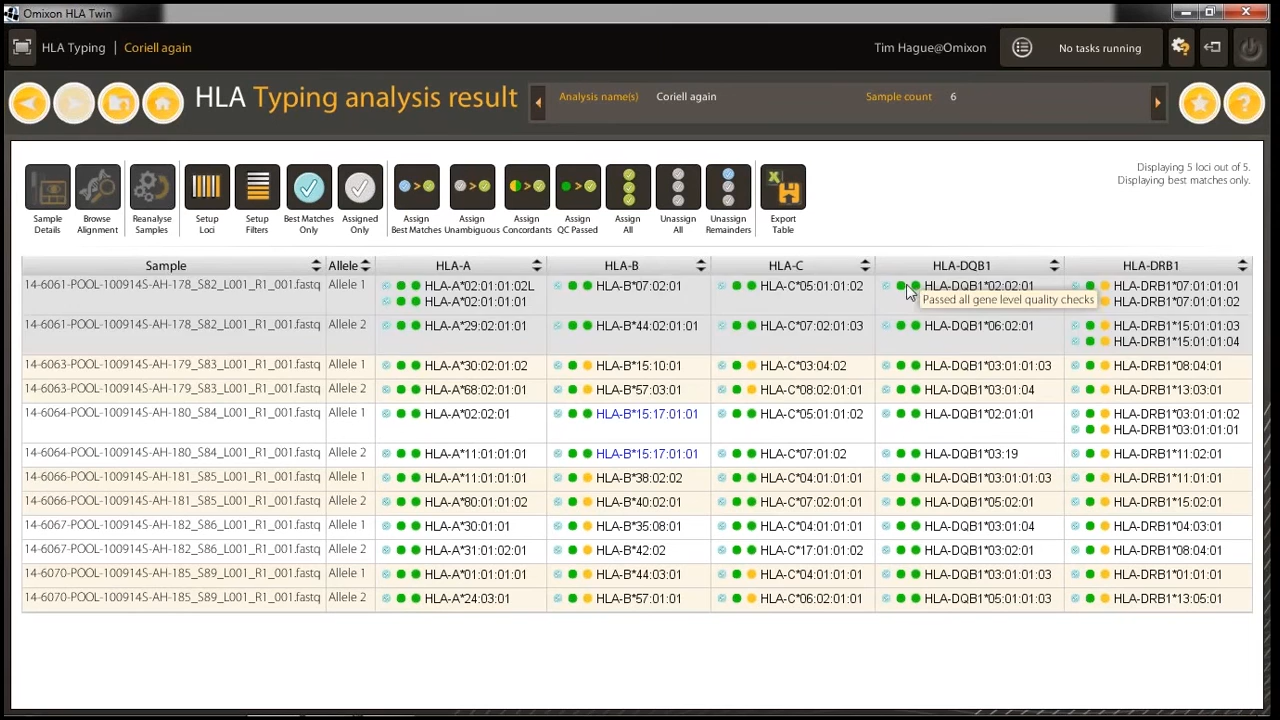 Omixon HLA Twin
HLA Typing | Coriell again
Tim Hague@Omixon
No tasks running
HLA Typing analysis result
Analysis name(s) Coriell again Sample count 6
Displaying 5 loci out of 5.
Displaying best matches only.
Sample Details
Browse Alignment
Reanalyse Samples
Setup Loci
Setup Filters
Best Matches Only
Assigned Only
Assign Best Matches
Assign Unambiguous
Assign Concordants
Assign QC Passed
Assign All
Unassign All
Unassign Remainders
Export Table
Sample Allele HLA-A HLA-B HLA-C HLA-DQB1 HLA-DRB1
14-6061-POOL-100914S-AH-178_S82_L001_R1_001.fastq Allele 1 HLA-A*02:01:01:02L HLA-B*07:02:01 HLA-C*05:01:01:02 HLA-DQB1*02:02:01 HLA-DRB1*07:01:01:01
HLA-A*02:01:01:01 HLA-DRB1*07:01:01:02
Passed all gene level quality checks
14-6061-POOL-100914S-AH-178_S82_L001_R1_001.fastq Allele 2 HLA-A*29:02:01:01 HLA-B*44:02:01:01 HLA-C*07:02:01:03 HLA-DQB1*06:02:01 HLA-DRB1*15:01:01:03
HLA-DRB1*15:01:01:04
14-6063-POOL-100914S-AH-179_S83_L001_R1_001.fastq Allele 1 HLA-A*30:02:01:02 HLA-B*15:10:01 HLA-C*03:04:02 HLA-DQB1*03:01:01:03 HLA-DRB1*08:04:01
14-6063-POOL-100914S-AH-179_S83_L001_R1_001.fastq Allele 2 HLA-A*68:02:01:01 HLA-B*57:03:01 HLA-C*08:02:01:01 HLA-DQB1*03:01:04 HLA-DRB1*13:03:01
14-6064-POOL-100914S-AH-180_S84_L001_R1_001.fastq Allele 1 HLA-A*02:02:01 HLA-B*15:17:01:01 HLA-C*05:01:01:02 HLA-DQB1*02:01:01 HLA-DRB1*03:01:01:02
HLA-DRB1*03:01:01:01
14-6064-POOL-100914S-AH-180_S84_L001_R1_001.fastq Allele 2 HLA-A*11:01:01:01 HLA-B*15:17:01:01 HLA-C*07:01:02 HLA-DQB1*03:19 HLA-DRB1*11:02:01
14-6066-POOL-100914S-AH-181_S85_L001_R1_001.fastq Allele 1 HLA-A*11:01:01:01 HLA-B*38:02:02 HLA-C*04:01:01:01 HLA-DQB1*03:01:01:03 HLA-DRB1*11:01:01
14-6066-POOL-100914S-AH-181_S85_L001_R1_001.fastq Allele 2 HLA-A*80:01:01:02 HLA-B*40:02:01 HLA-C*07:02:01:01 HLA-DQB1*05:02:01 HLA-DRB1*15:02:01
14-6067-POOL-100914S-AH-182_S86_L001_R1_001.fastq Allele 1 HLA-A*30:01:01 HLA-B*35:08:01 HLA-C*04:01:01:01 HLA-DQB1*03:01:04 HLA-DRB1*04:03:01
14-6067-POOL-100914S-AH-182_S86_L001_R1_001.fastq Allele 2 HLA-A*31:01:02:01 HLA-B*42:02 HLA-C*17:01:01:02 HLA-DQB1*03:02:01 HLA-DRB1*08:04:01
14-6070-POOL-100914S-AH-185_S89_L001_R1_001.fastq Allele 1 HLA-A*01:01:01:01 HLA-B*44:03:01 HLA-C*04:01:01:01 HLA-DQB1*03:01:01:03 HLA-DRB1*01:01:01
14-6070-POOL-100914S-AH-185_S89_L001_R1_001.fastq Allele 2 HLA-A*24:03:01 HLA-B*57:01:01 HLA-C*06:02:01:01 HLA-DQB1*05:01:01:03 HLA-DRB1*13:05:01